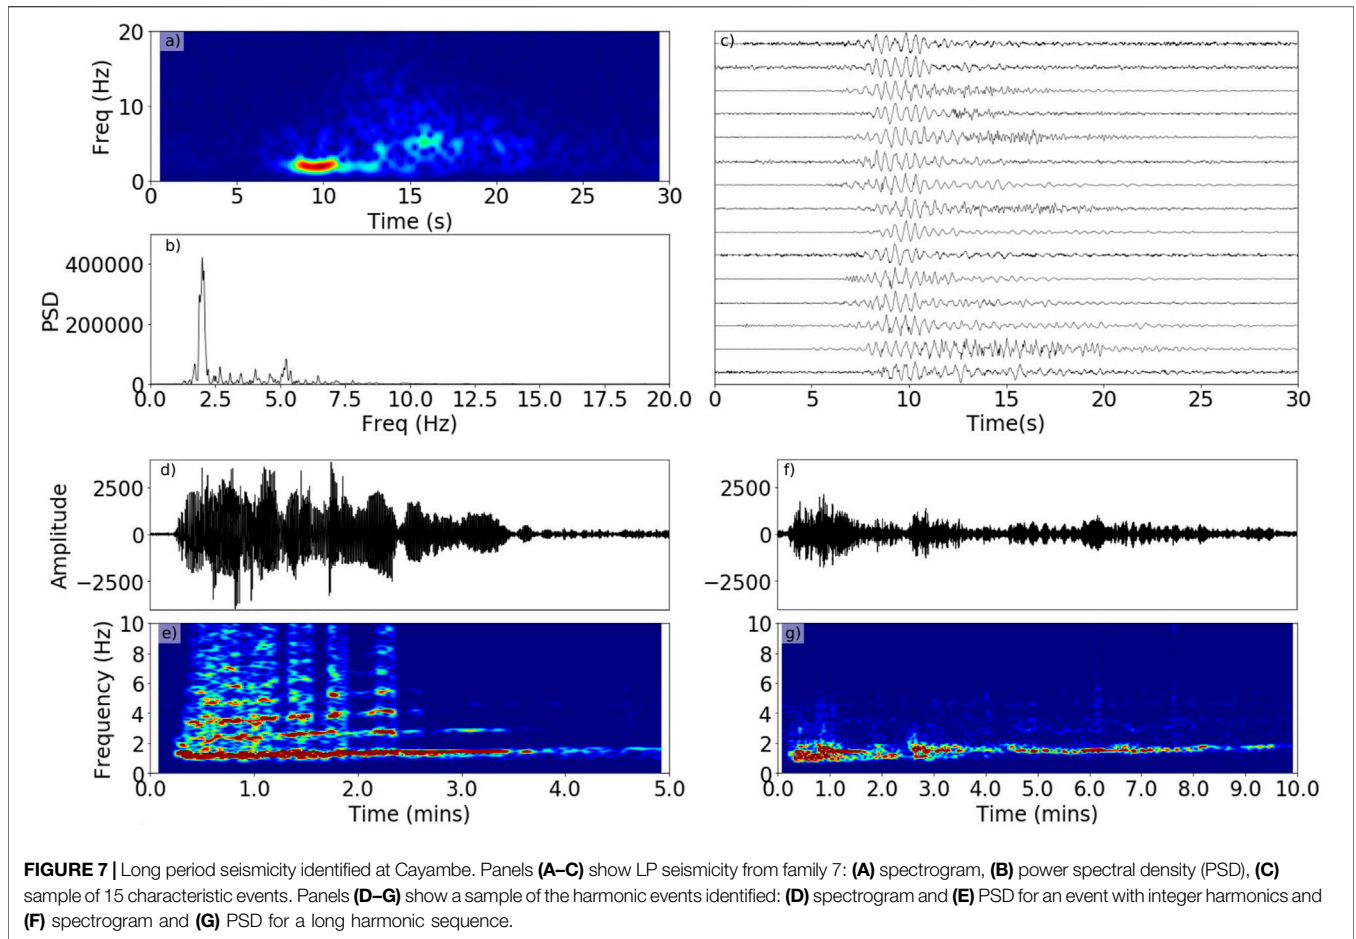 a)
20
10
0
Freq (Hz)
0 5 10 15 20 25 30
Time (s)
b)
400000
200000
0
PSD
0.0 2.5 5.0 7.5 10.0 12.5 15.0 17.5 20.0
Freq (Hz)
c)
0 5 10 15 20 25 30
Time(s)
d)
2500
0
−2500
Amplitude
e)
10
8
6
4
2
0
Frequency (Hz)
0.0 1.0 2.0 3.0 4.0 5.0
Time (mins)
f)
2500
0
−2500
g)
10
8
6
4
2
0
0.0 1.0 2.0 3.0 4.0 5.0 6.0 7.0 8.0 9.0 10.0
Time (mins)
FIGURE 7 | Long period seismicity identified at Cayambe. Panels (A–C) show LP seismicity from family 7: (A) spectrogram, (B) power spectral density (PSD), (C)
sample of 15 characteristic events. Panels (D–G) show a sample of the harmonic events identified: (D) spectrogram and (E) PSD for an event with integer harmonics and
(F) spectrogram and (G) PSD for a long harmonic sequence.